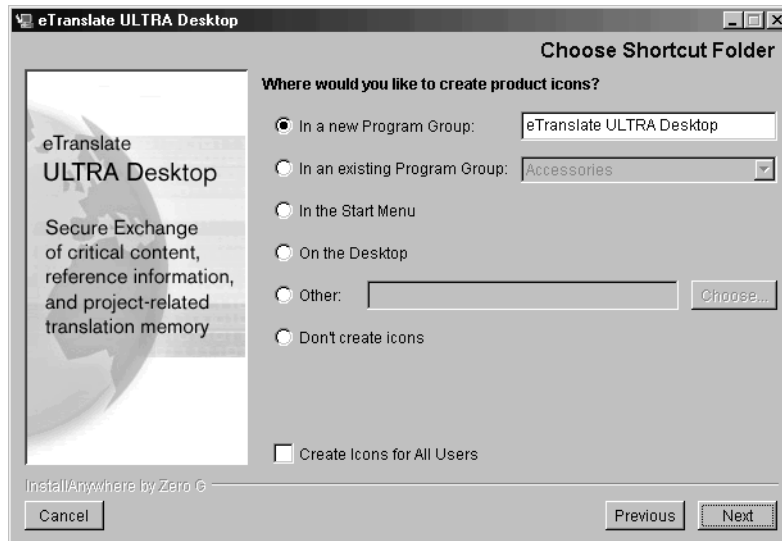 eTranslate ULTRA Desktop
Choose Shortcut Folder
eTranslate
ULTRA Desktop
Secure Exchange
of critical content,
reference information,
and project-related
translation memory
Where would you like to create product icons?
In a new Program Group: eTranslate ULTRA Desktop
In an existing Program Group: Accessories
In the Start Menu
On the Desktop
Other: Choose...
Don't create icons
Create Icons for All Users
InstallAnywhere by Zero G
Cancel Previous Next